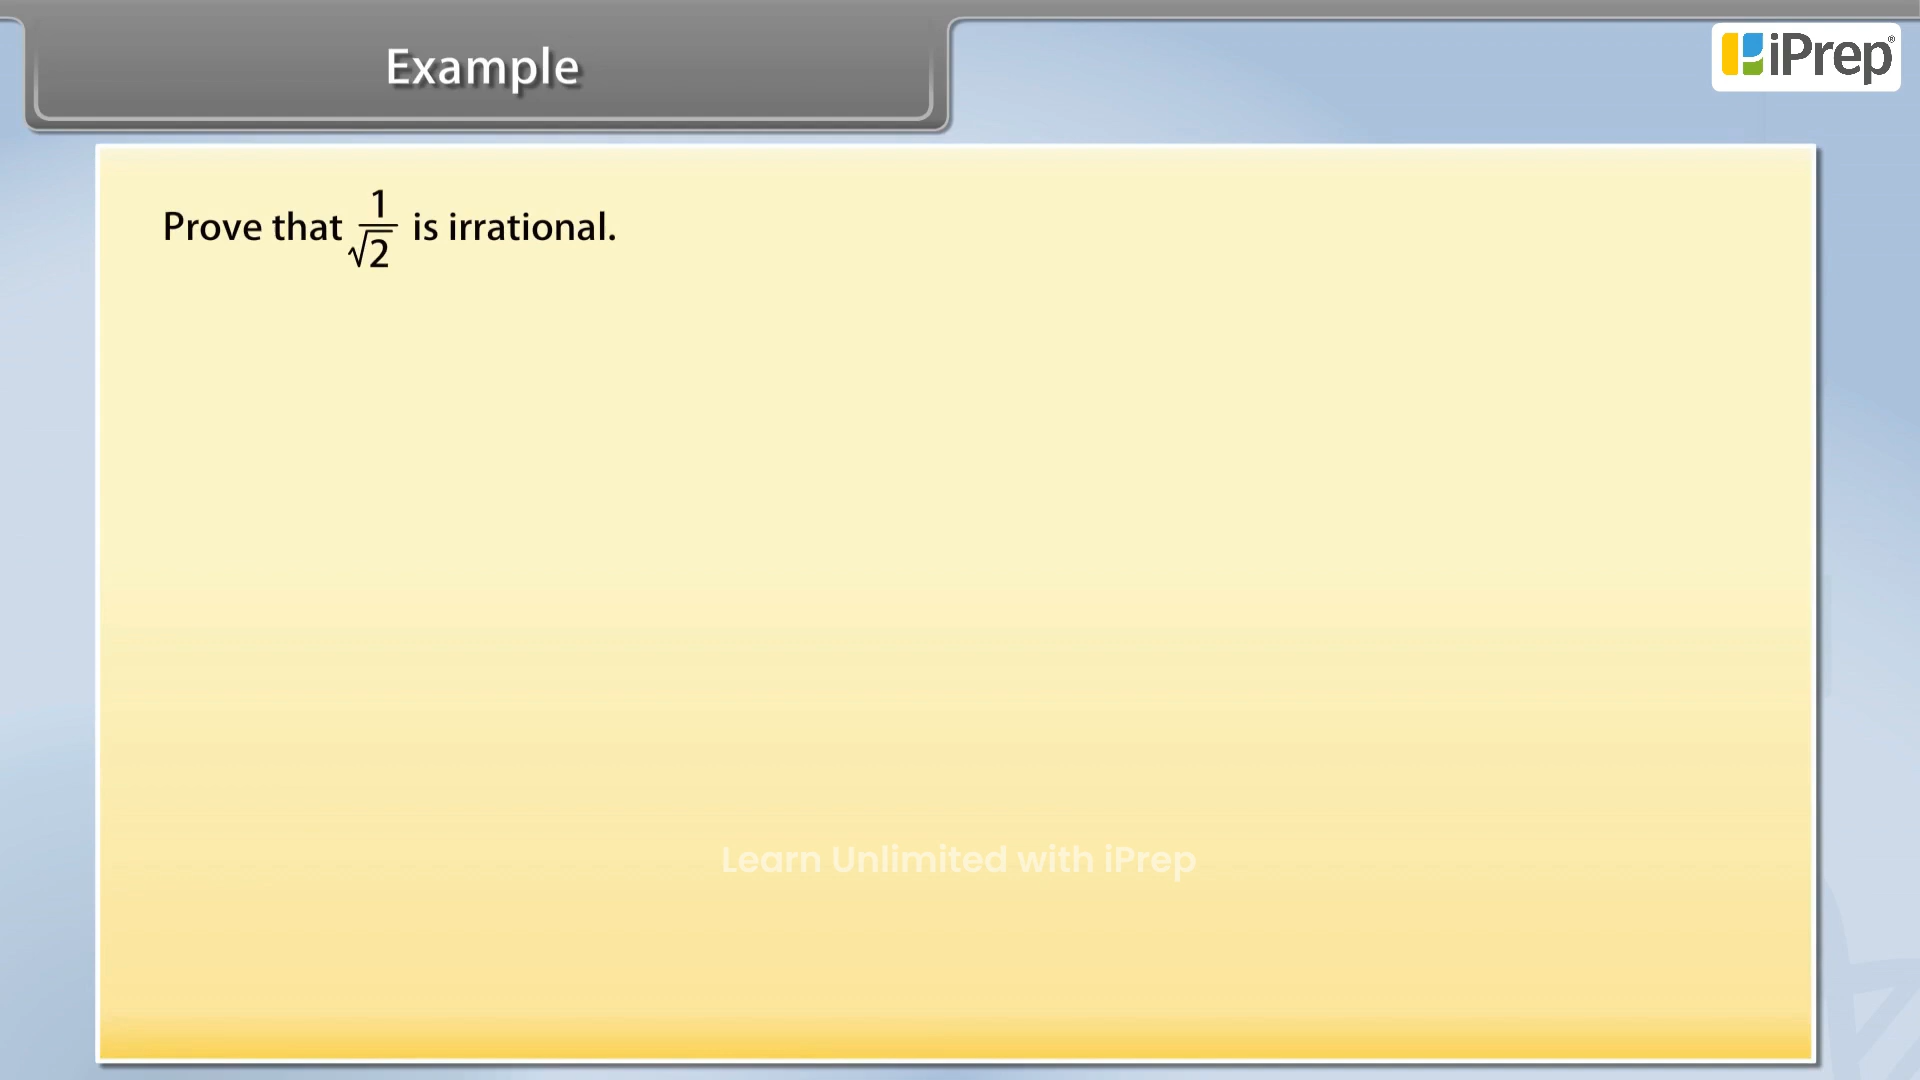 Example
iPrep®
Prove that 1/√2 is irrational.
Learn Unlimited with iPrep